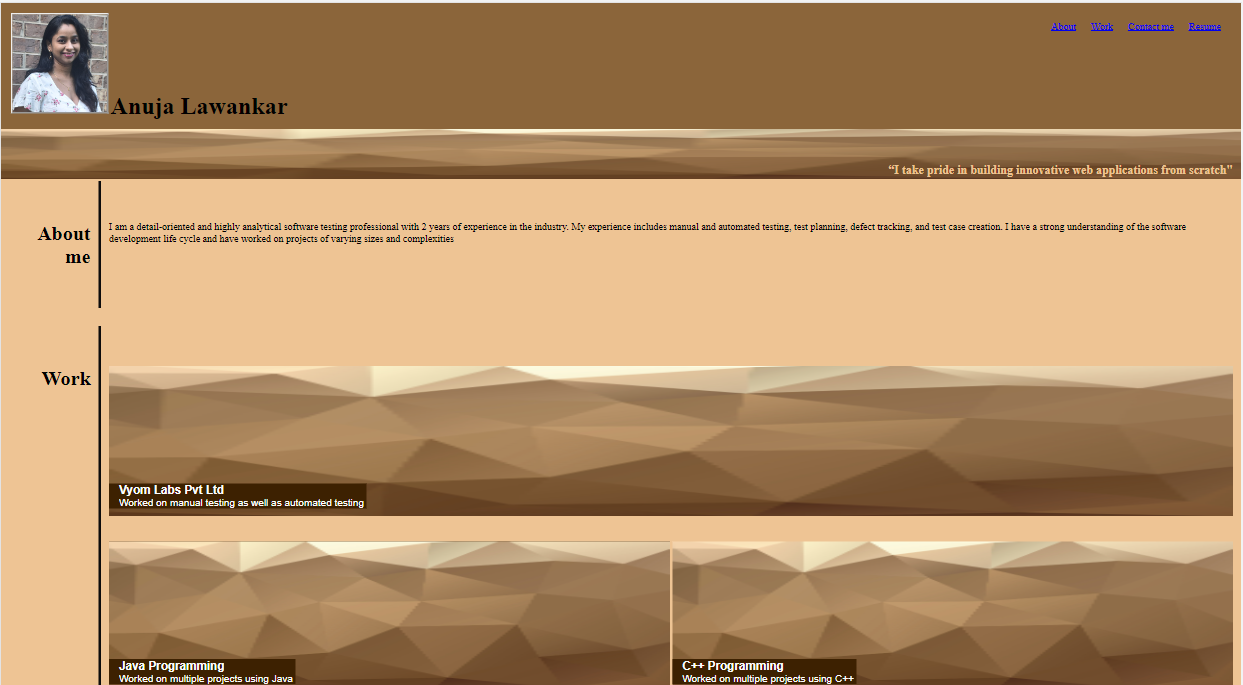 About Work Contact me Resume
Anuja Lawankar
“I take pride in building innovative web applications from scratch"
About
me
I am a detail-oriented and highly analytical software testing professional with 2 years of experience in the industry. My experience includes manual and automated testing, test planning, defect tracking, and test case creation. I have a strong understanding of the software
development life cycle and have worked on projects of varying sizes and complexities
Work
Vyom Labs Pvt Ltd
Worked on manual testing as well as automated testing
Java Programming
Worked on multiple projects using Java
C++ Programming
Worked on multiple projects using C++